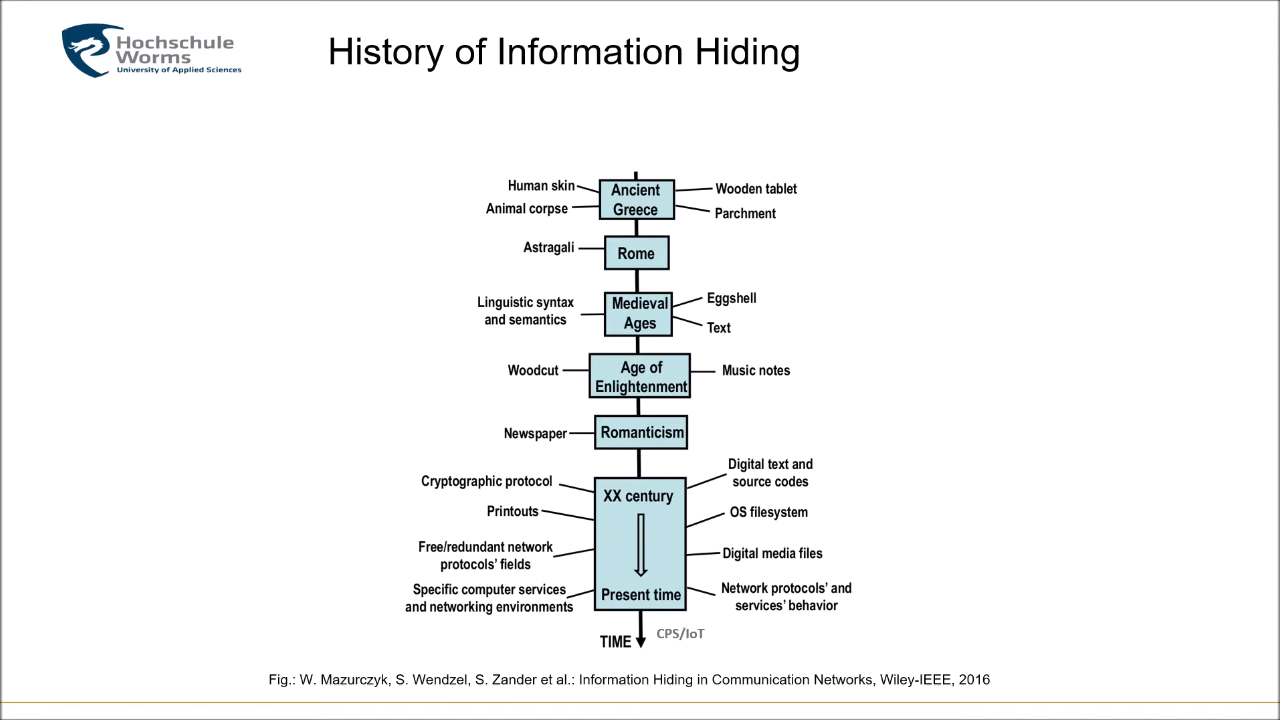 Hochschule
Worms
University of Applied Sciences
History of Information Hiding
Human skin
Animal corpse
Ancient
Greece
Wooden tablet
Parchment
Astragali
Rome
Linguistic syntax
and semantics
Medieval
Ages
Eggshell
Text
Woodcut
Age of
Enlightenment
Music notes
Newspaper
Romanticism
Cryptographic protocol
Printouts
Free/redundant network
protocols' fields
Specific computer services
and networking environments
XX century
Present time
Digital text and
source codes
OS filesystem
Digital media files
Network protocols' and
services' behavior
TIME
CPS/IoT
Fig.: W. Mazurczyk, S. Wendzel, S. Zander et al.: Information Hiding in Communication Networks, Wiley-IEEE, 2016